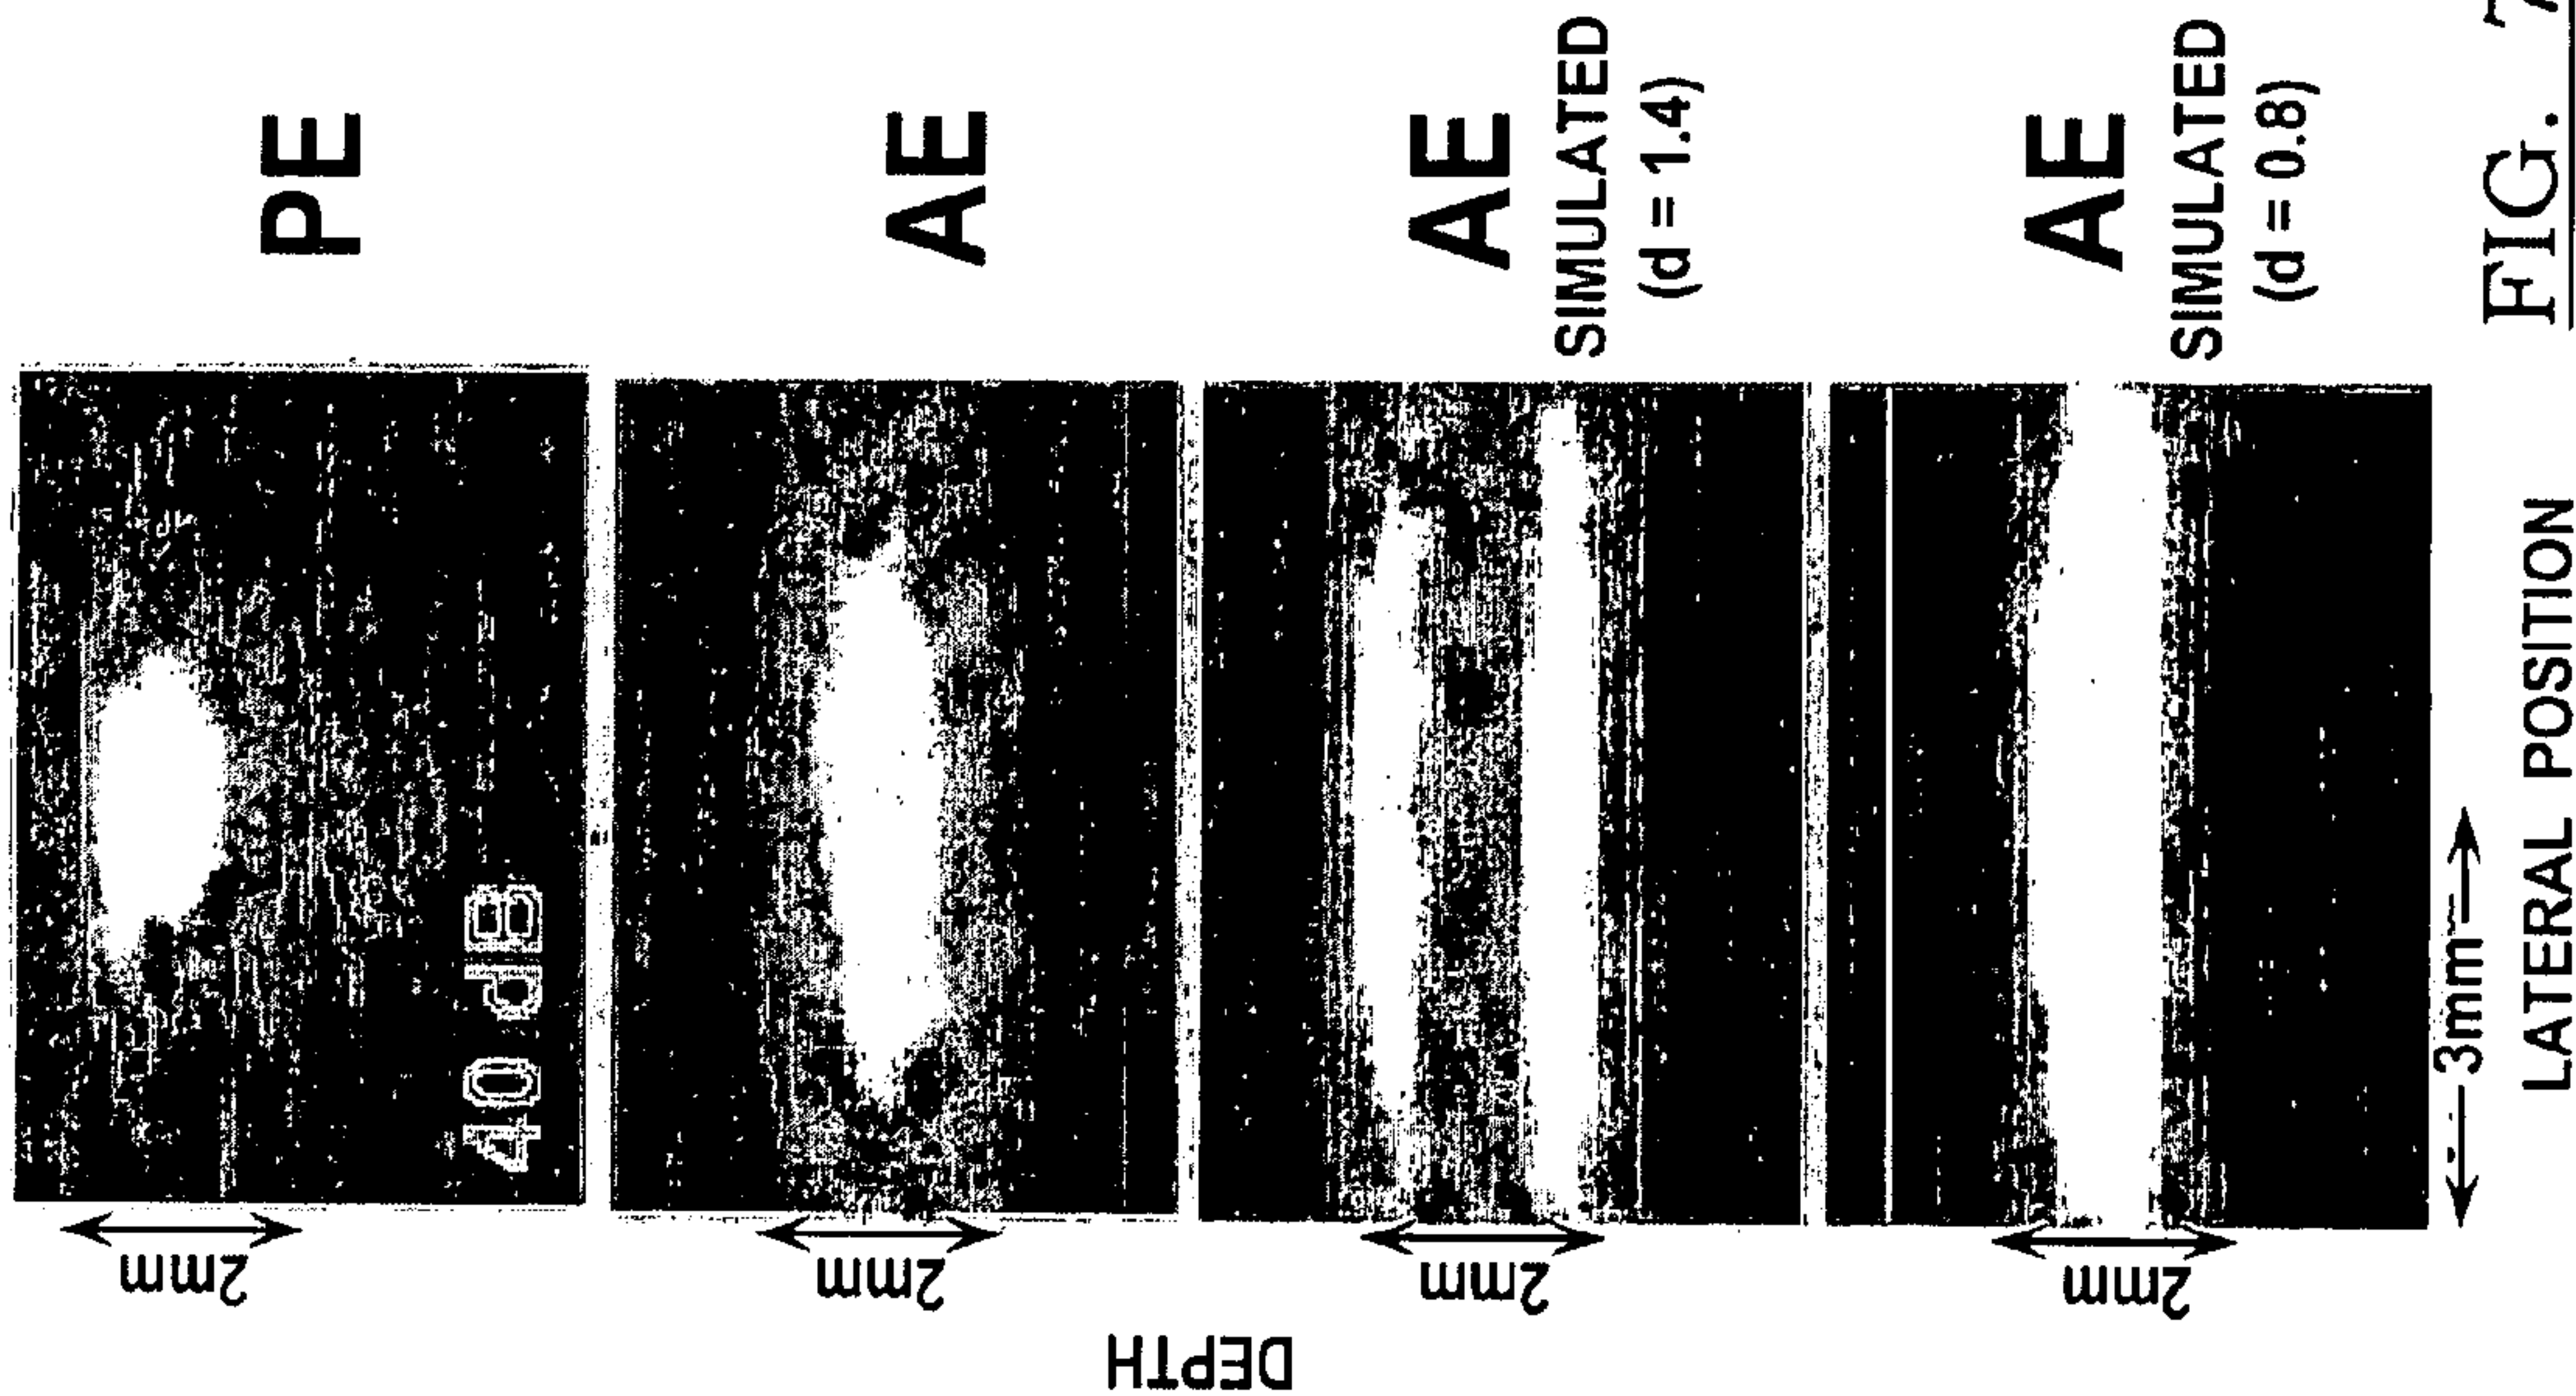 PE
40 dB
2mm
AE
2mm
AE
SIMULATED
(d = 1.4)
2mm
AE
SIMULATED
(d = 0.8)
2mm
DEPTH
3mm
LATERAL POSITION
FIG. 7